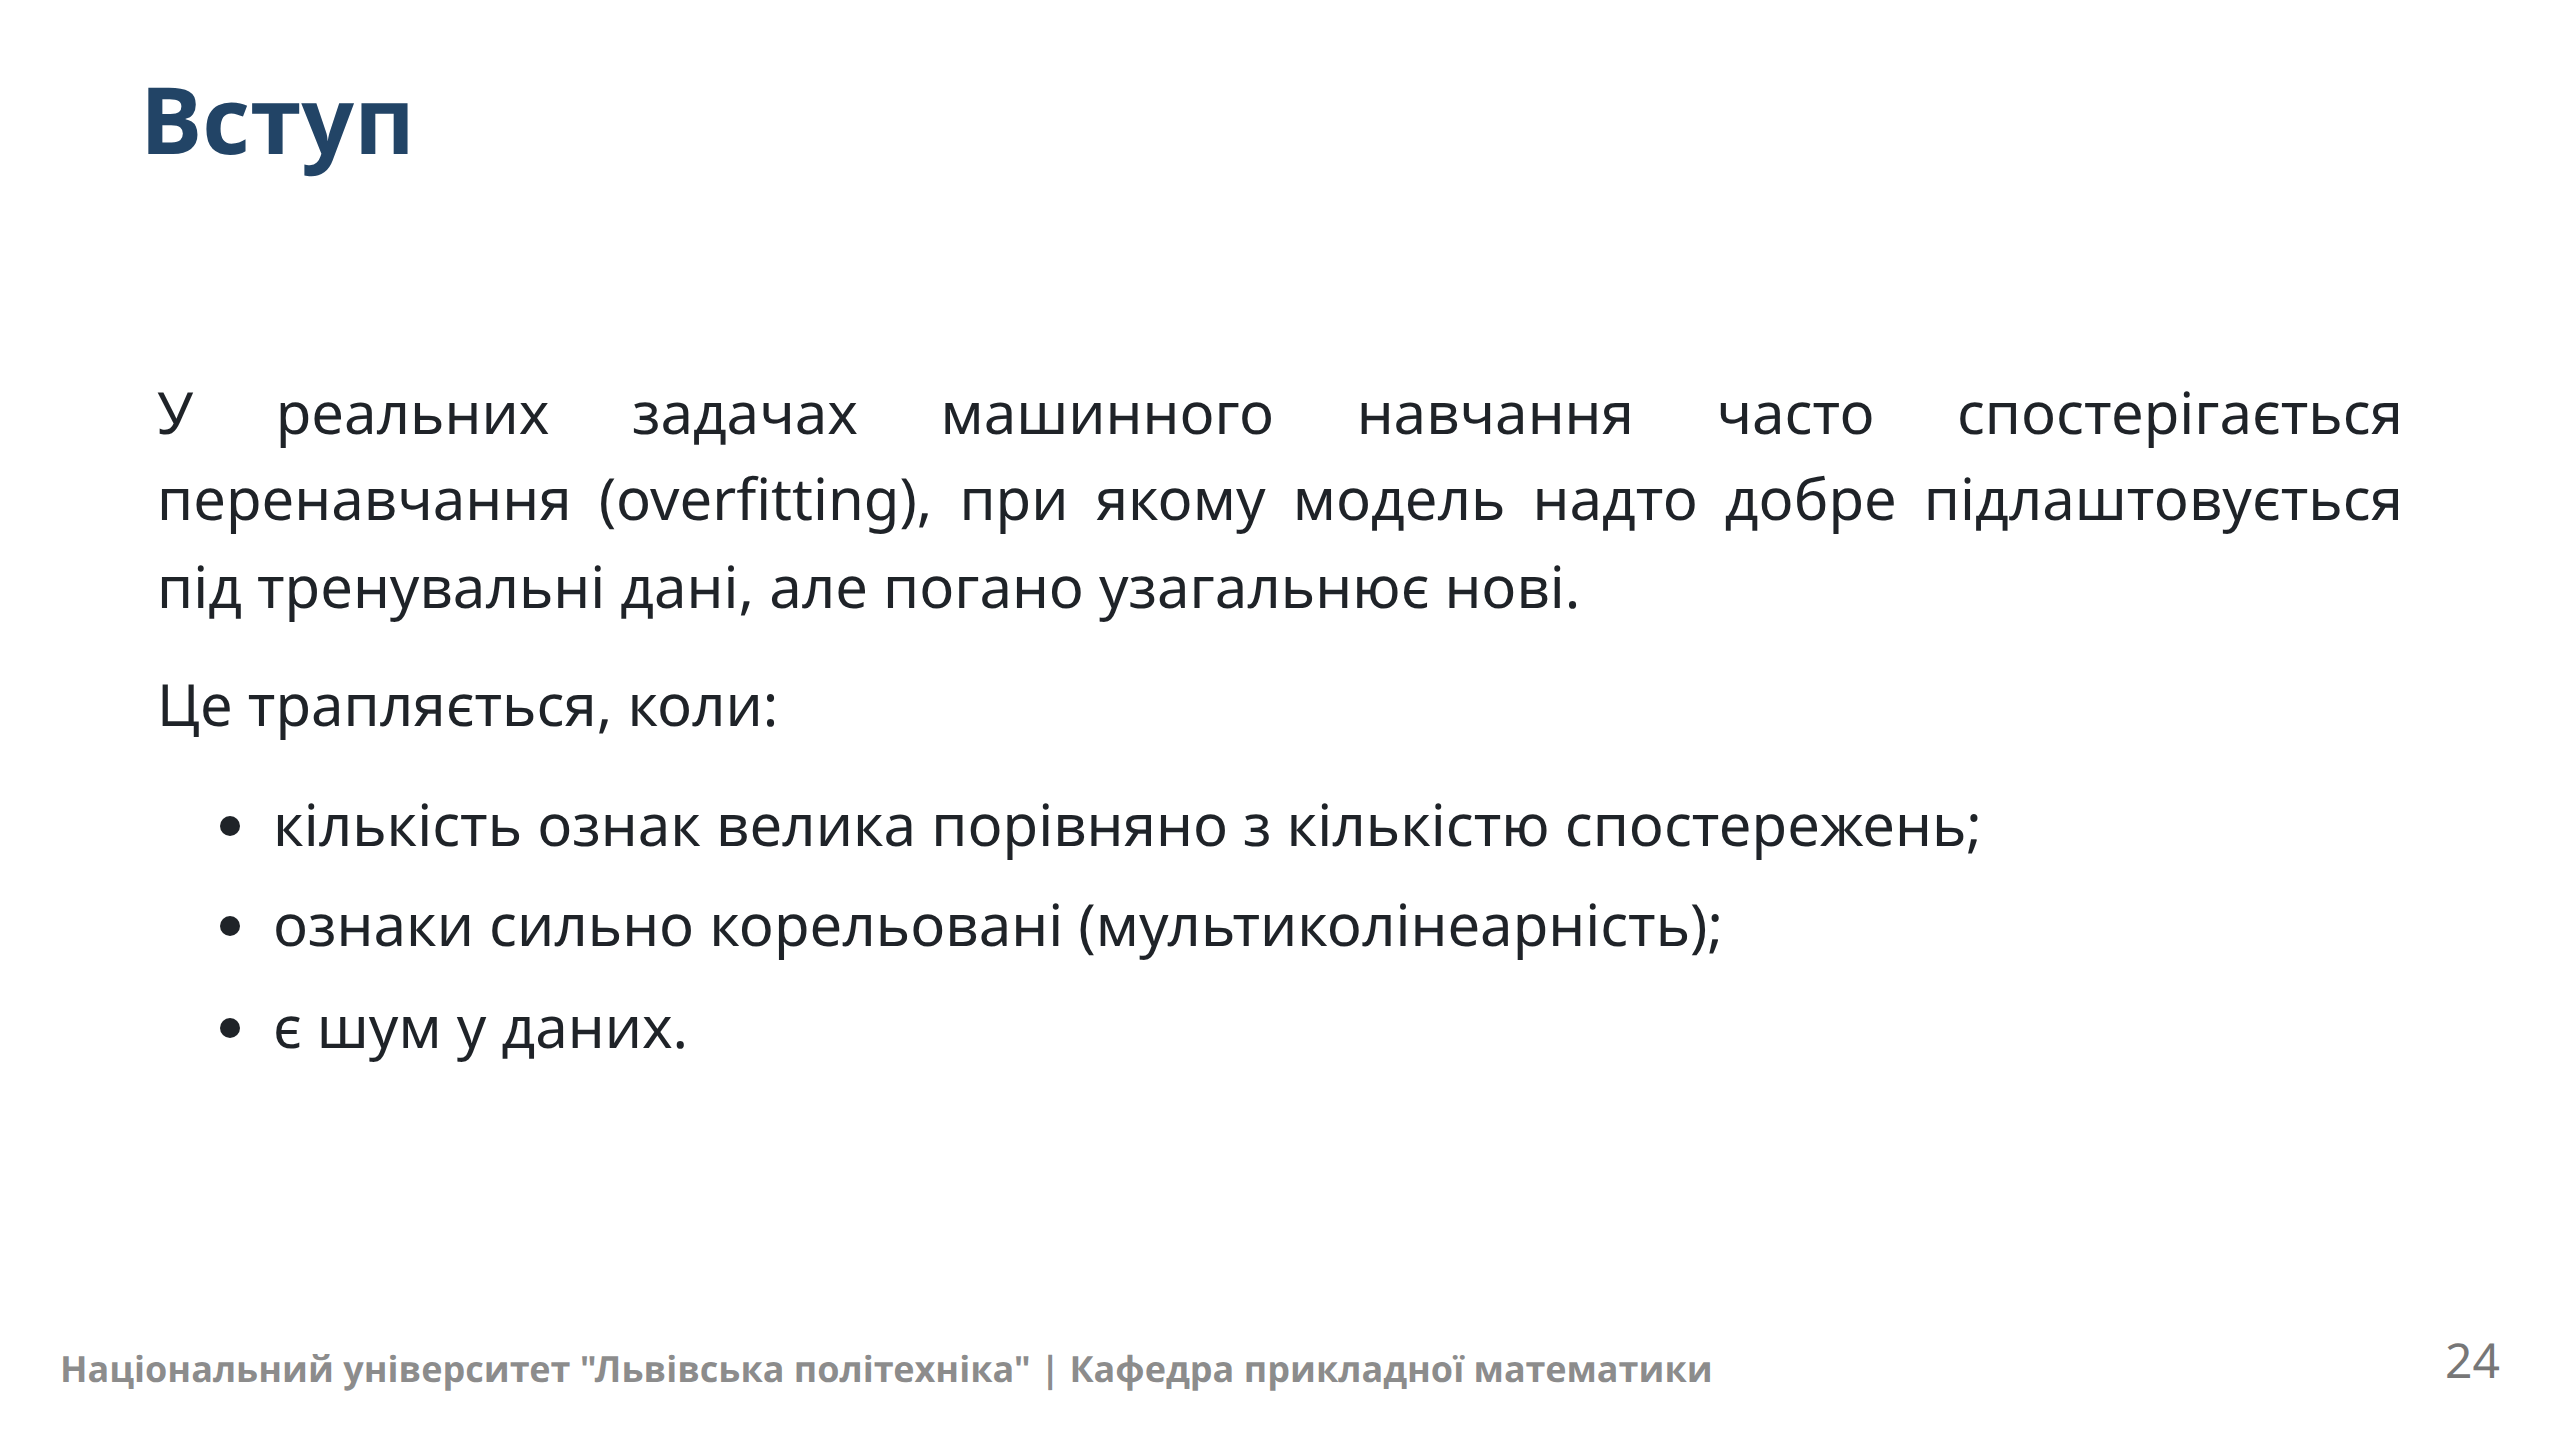 Вступ
У реальних задачах машинного навчання часто спостерігається
перенавчання (overfitting), при якому модель надто добре підлаштовується
під тренувальні дані, але погано узагальнює нові.
Це трапляється, коли:
• кількість ознак велика порівняно з кількістю спостережень;
• ознаки сильно корельовані (мультиколінеарність);
• є шум у даних.
Національний університет "Львівська політехніка" | Кафедра прикладної математики
24